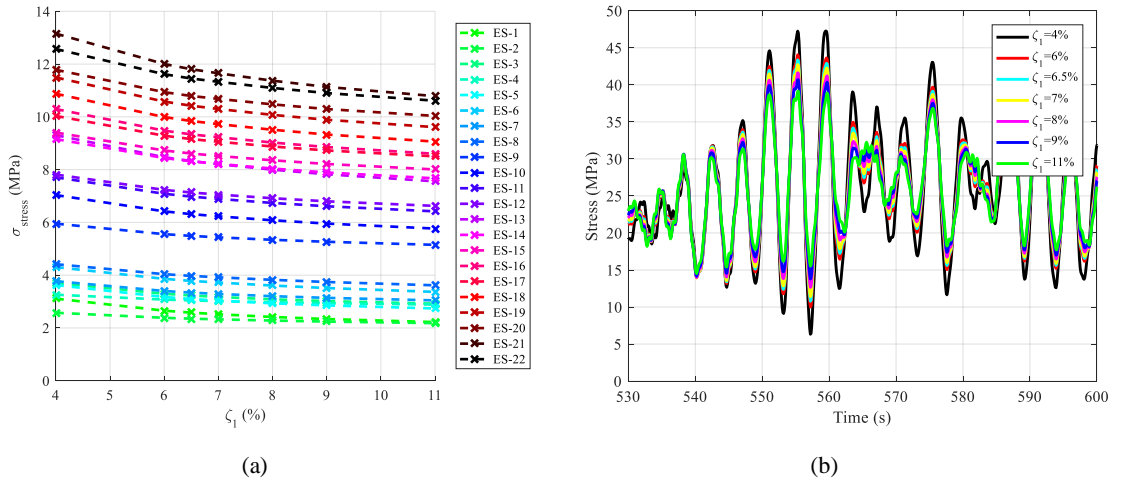 14
12
10
8
6
4
2
0
σstress (MPa)
4 5 6 7 8 9 10 11
ζ1 (%)
ES-1
ES-2
ES-3
ES-4
ES-5
ES-6
ES-7
ES-8
ES-9
ES-10
ES-11
ES-12
ES-13
ES-14
ES-15
ES-16
ES-17
ES-18
ES-19
ES-20
ES-21
ES-22
(a)
50
45
40
35
30
25
20
15
10
5
0
Stress (MPa)
530 540 550 560 570 580 590 600
Time (s)
ζ1=4%
ζ1=6%
ζ1=6.5%
ζ1=7%
ζ1=8%
ζ1=9%
ζ1=11%
(b)